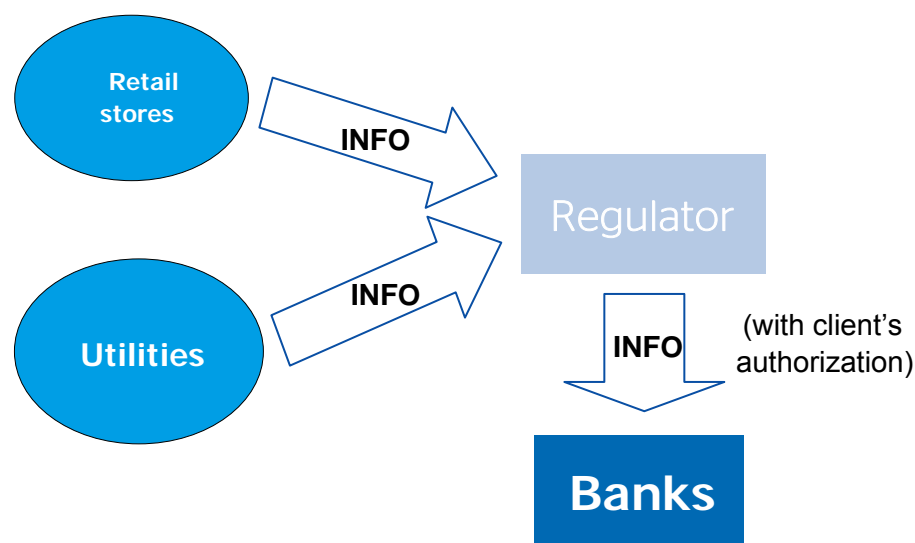 Retail
stores
INFO
Regulator
INFO
Utilities
INFO
(with client's
authorization)
Banks